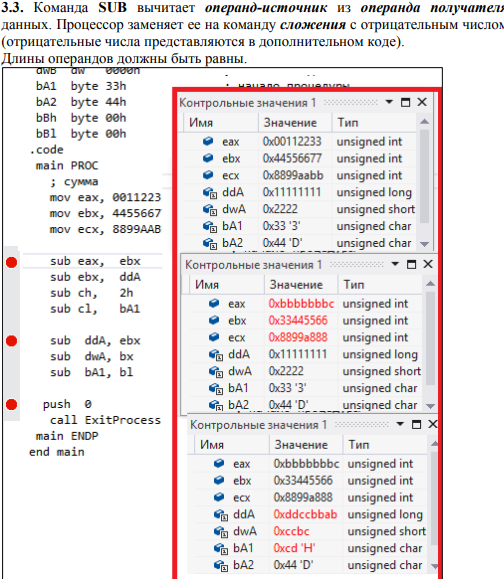 3.3. Команда SUB вычитает операнд-источник из операнда получателя
данных. Процессор заменяет ее на команду сложения с отрицательным числом
(отрицательные числа представляются в дополнительном коде).
Длины операндов должны быть равны.
dwB dw 0000h
bA1 byte 33h
bA2 byte 44h
bBh byte 00h
bBl byte 00h
.code
main PROC
; сумма
mov eax, 0011223
mov ebx, 4455667
mov ecx, 8899AAB
sub eax, ebx
sub ebx, ddA
sub ch, 2h
sub cl, bA1
sub ddA, ebx
sub dwA, bx
sub bA1, bl
push 0
call ExitProcess
main ENDP
end main
; начало процедуры
Контрольные значения 1
Имя Значение Тип
eax 0x00112233 unsigned int
ebx 0x44556677 unsigned int
ecx 0x8899aabb unsigned int
ddA 0x11111111 unsigned long
dwA 0x2222 unsigned short
bA1 0x33 '3' unsigned char
bA2 0x44 'D' unsigned char
Контрольные значения 1
Имя Значение Тип
eax 0xbbbbbbbc unsigned int
ebx 0x33445566 unsigned int
ecx 0x8899a888 unsigned int
ddA 0x11111111 unsigned long
dwA 0x2222 unsigned short
bA1 0x33 '3' unsigned char
bA2 0x44 'D' unsigned char
Контрольные значения 1
Имя Значение Тип
eax 0xbbbbbbbc unsigned int
ebx 0x33445566 unsigned int
ecx 0x8899a888 unsigned int
ddA 0xddccbbab unsigned long
dwA 0xccbc unsigned short
bA1 0xcd 'Н' unsigned char
bA2 0x44 'D' unsigned char